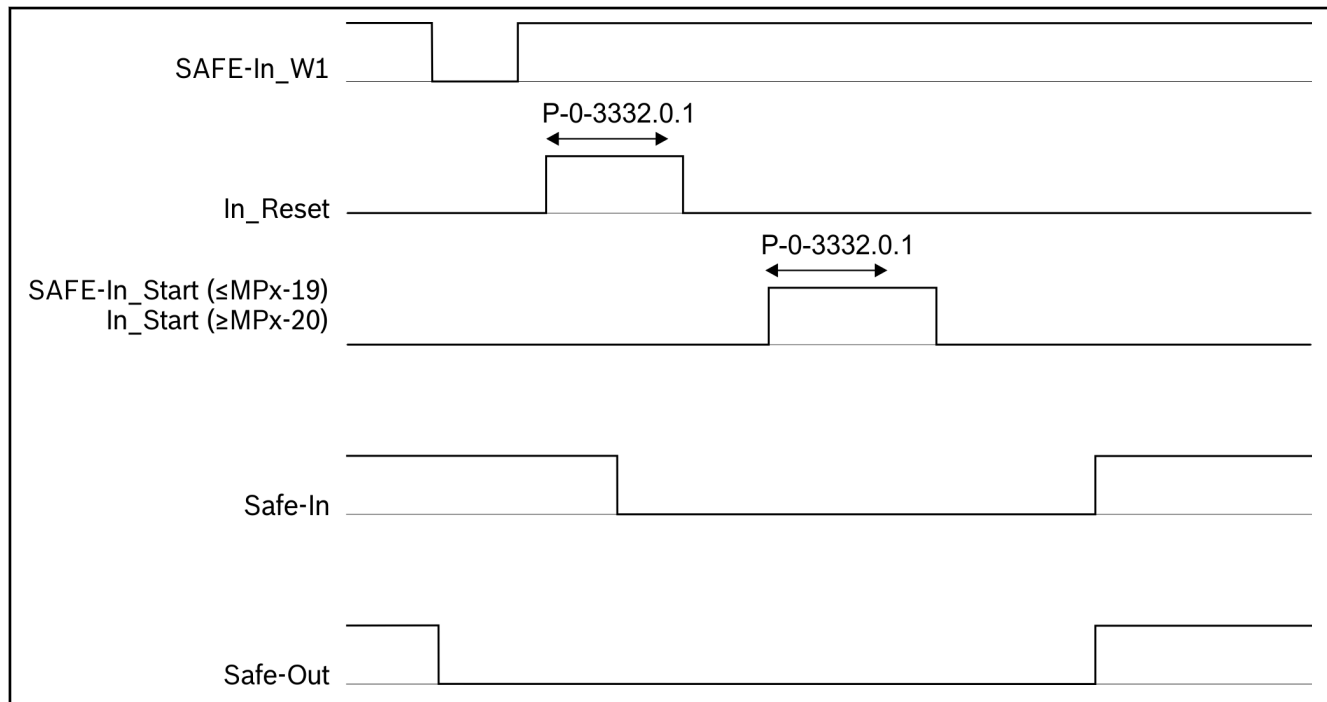 SAFE-In_W1
P-0-3332.0.1
In_Reset
P-0-3332.0.1
SAFE-In_Start (≤MPx-19)
In_Start (≥MPx-20)
Safe-In
Safe-Out